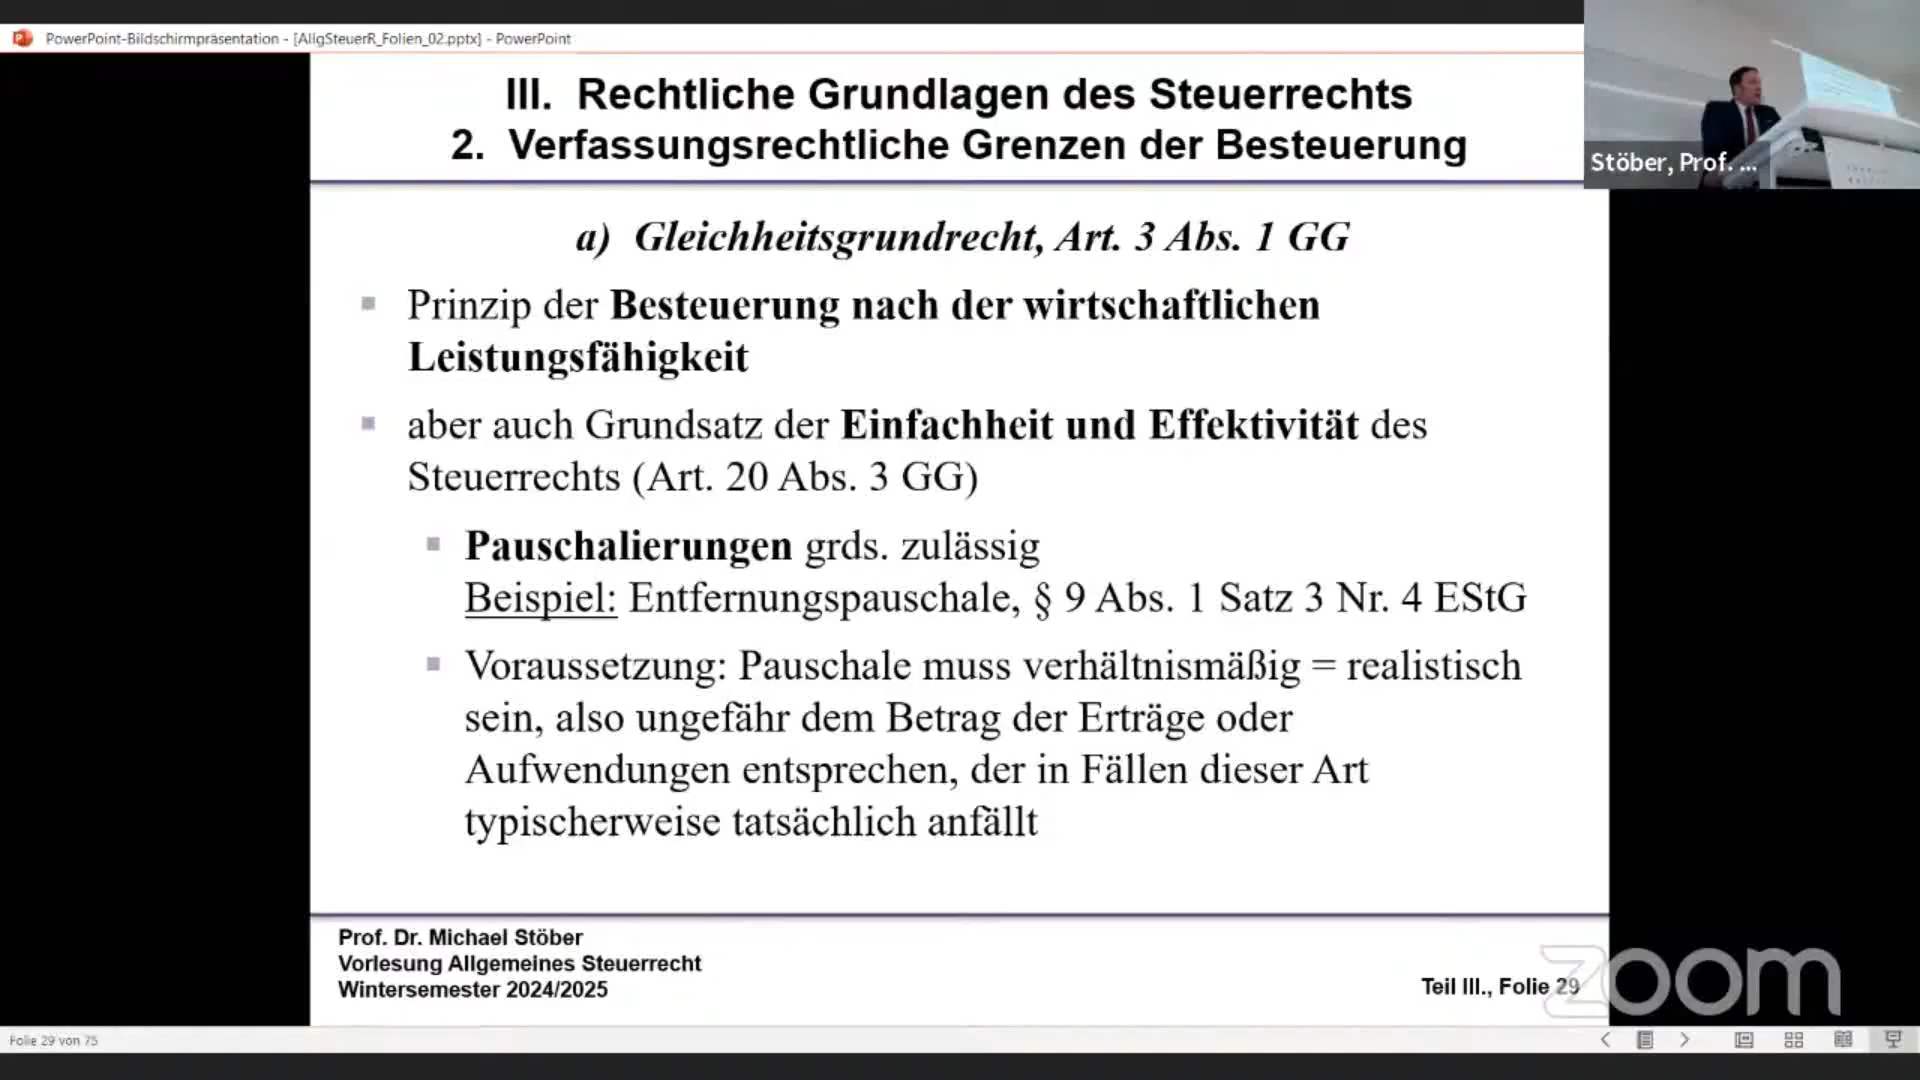 PowerPoint-Bildschirmpräsentation - [AllgSteuerR_Folien_02.pptx] - PowerPoint
III. Rechtliche Grundlagen des Steuerrechts
2. Verfassungsrechtliche Grenzen der Besteuerung
Stöber, Prof. ...
a) Gleichheitsgrundrecht, Art. 3 Abs. 1 GG
Prinzip der Besteuerung nach der wirtschaftlichen
Leistungsfähigkeit
aber auch Grundsatz der Einfachheit und Effektivität des
Steuerrechts (Art. 20 Abs. 3 GG)
Pauschalierungen grds. zulässig
Beispiel: Entfernungspauschale, § 9 Abs. 1 Satz 3 Nr. 4 EStG
Voraussetzung: Pauschale muss verhältnismäßig = realistisch
sein, also ungefähr dem Betrag der Erträge oder
Aufwendungen entsprechen, der in Fällen dieser Art
typischerweise tatsächlich anfällt
Prof. Dr. Michael Stöber
Vorlesung Allgemeines Steuerrecht
Wintersemester 2024/2025
Teil III., Folie 29
zoom
Folie 29 von 75